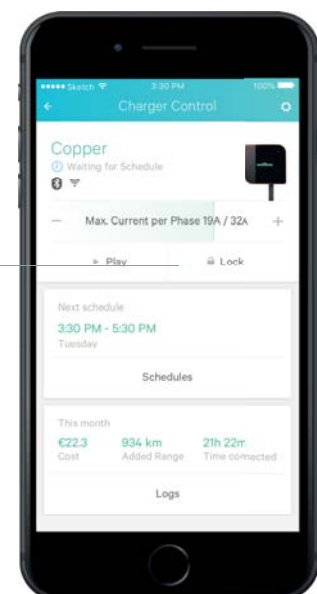 Sketch 3:30 PM 100%
Charger Control
Copper
Waiting for Schedule
— Max. Current per Phase 19A / 32A +
Play Lock
Next schedule
3:30 PM - 5:30 PM
Tuesday
Schedules
This month
€22.3 934 km 21h 22m
Cost Added Range Time connected
Logs